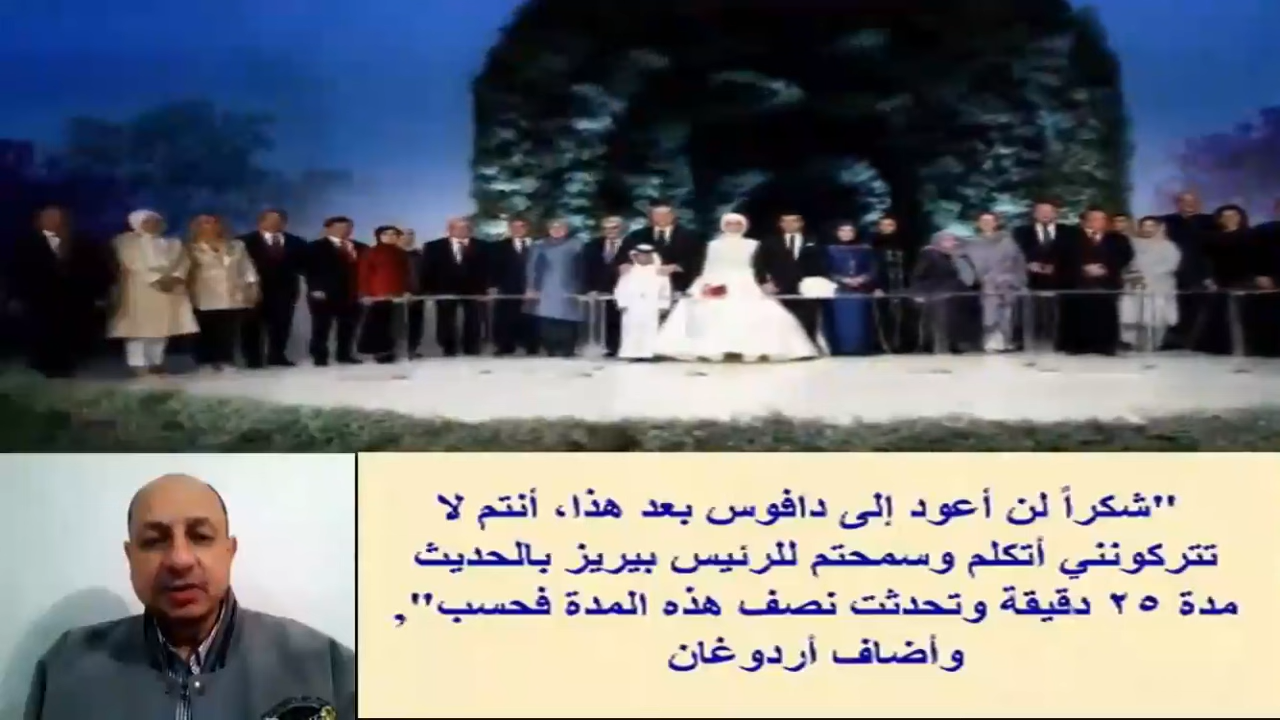 "شكراً لن أعود إلى دافوس بعد هذا، أنتم لا
تتركونني أتكلم وسمحتم للرئيس بيريز بالحديث
مدة ٢٥ دقيقة وتحدثت نصف هذه المدة فحسب",
وأضاف أردوغان